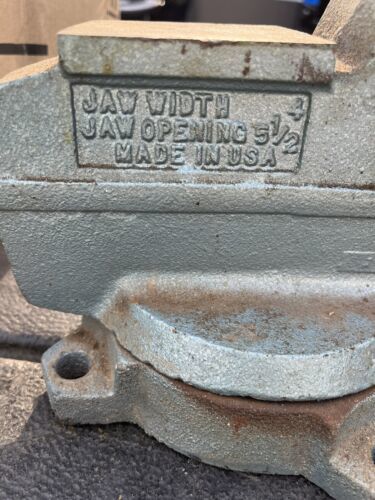 JAW WIDTH 4
JAW OPENING 5 1/2
MADE IN USA